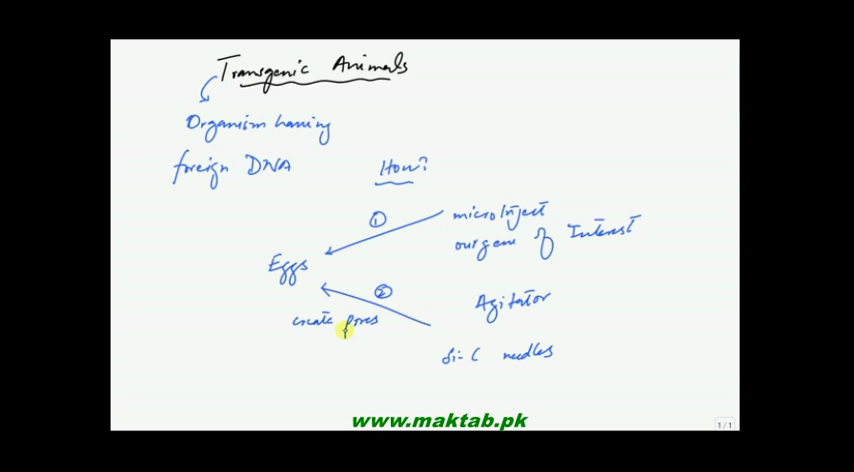 Transgenic Animals
Organism having
foreign DNA
How?
①
microInject
our gene of Interest
Eggs
②
Agitator
create pores
Si-C needles
www.maktab.pk
1/1